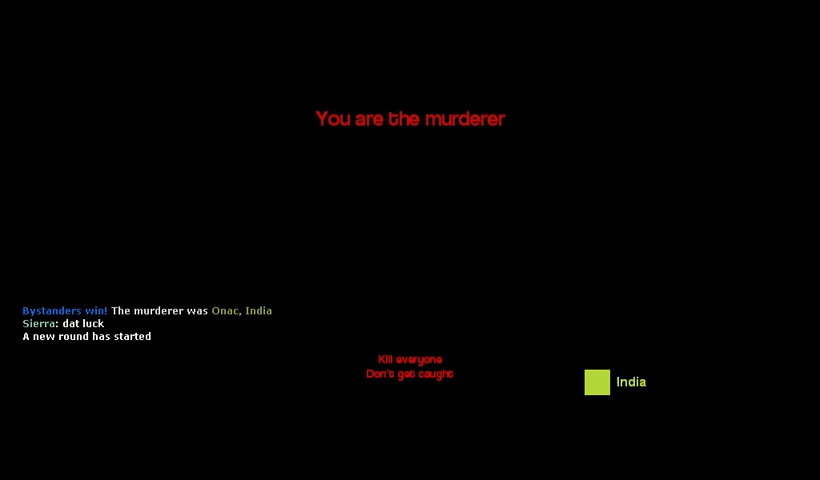 You are the murderer
Bystanders win! The murderer was Onac, India
Sierra: dat luck
A new round has started
Kill everyone
Don't get caught
India